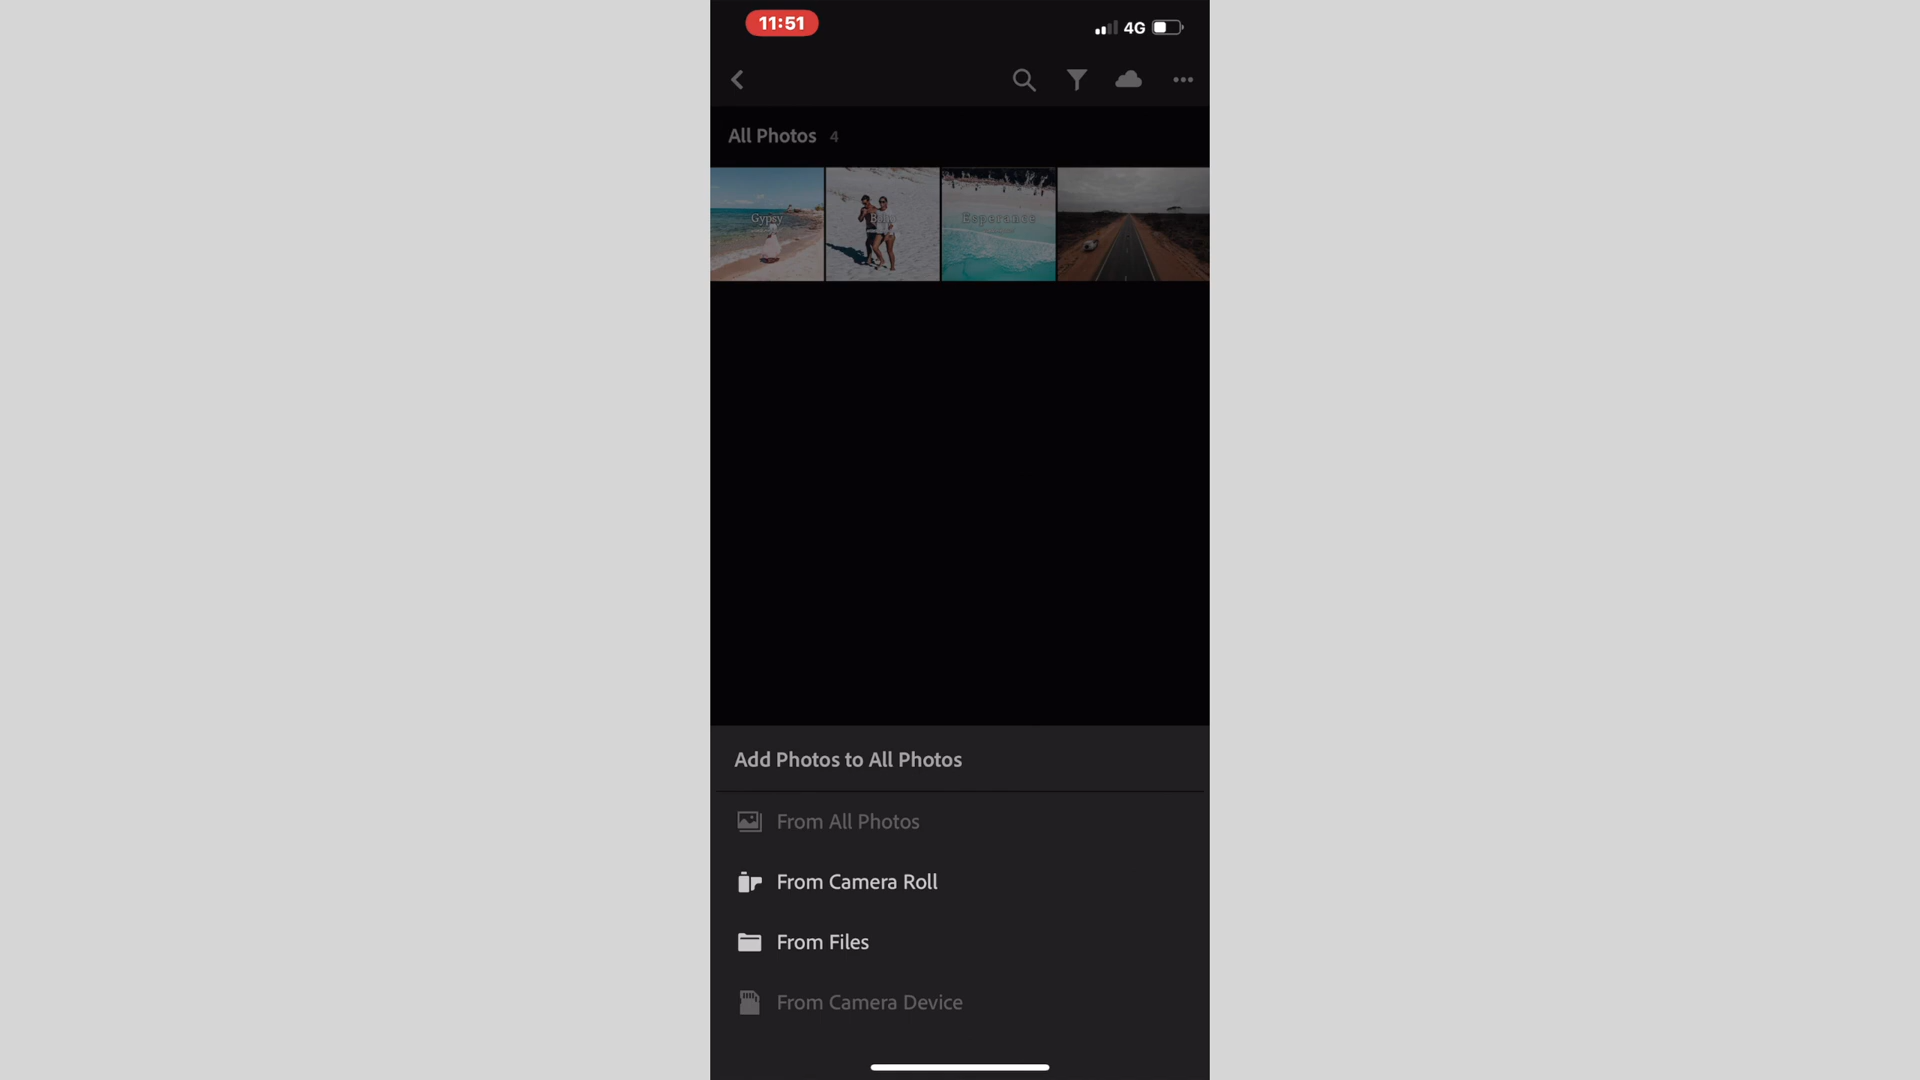 11:51
4G
All Photos 4
Gypsy
Esperance
Add Photos to All Photos
From All Photos
From Camera Roll
From Files
From Camera Device